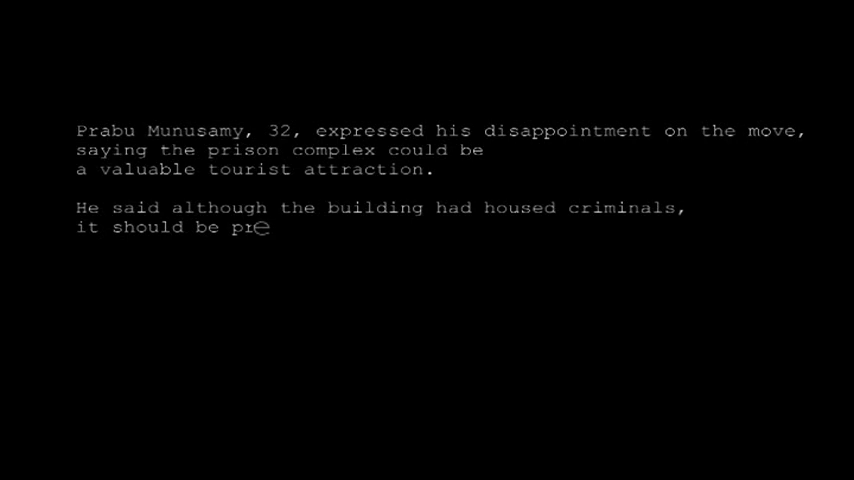 Prabu Munusamy, 32, expressed his disappointment on the move,
saying the prison complex could be
a valuable tourist attraction.
He said although the building had housed criminals,
it should be pre